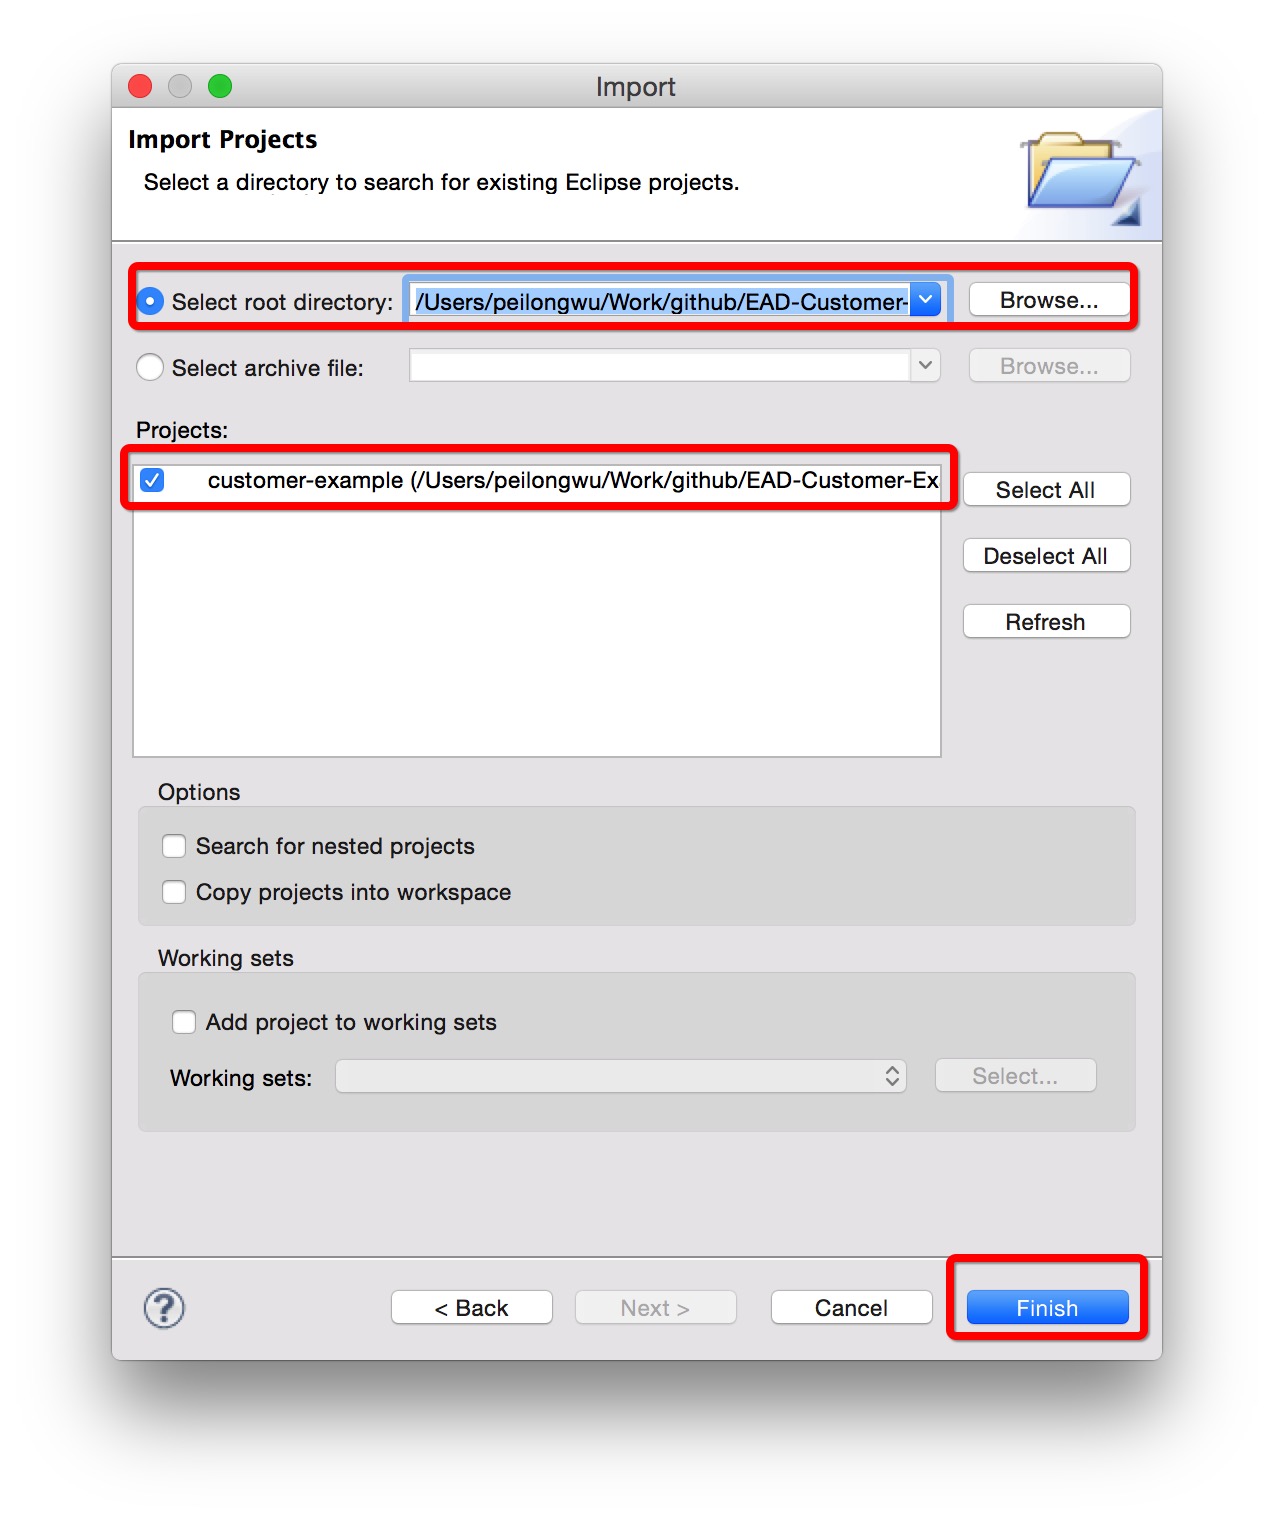 Import
Import Projects
Select a directory to search for existing Eclipse projects.
Select root directory: /Users/peilongwu/Work/github/EAD-Customer- Browse...
Select archive file: Browse...
Projects:
customer-example (/Users/peilongwu/Work/github/EAD-Customer-Ex
Select All
Deselect All
Refresh
Options
Search for nested projects
Copy projects into workspace
Working sets
Add project to working sets
Working sets: Select...
? < Back Next > Cancel Finish